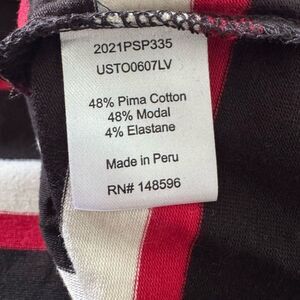 2021PSP335
USTO0607LV
48% Pima Cotton
48% Modal
4% Elastane
Made in Peru
RN# 148596